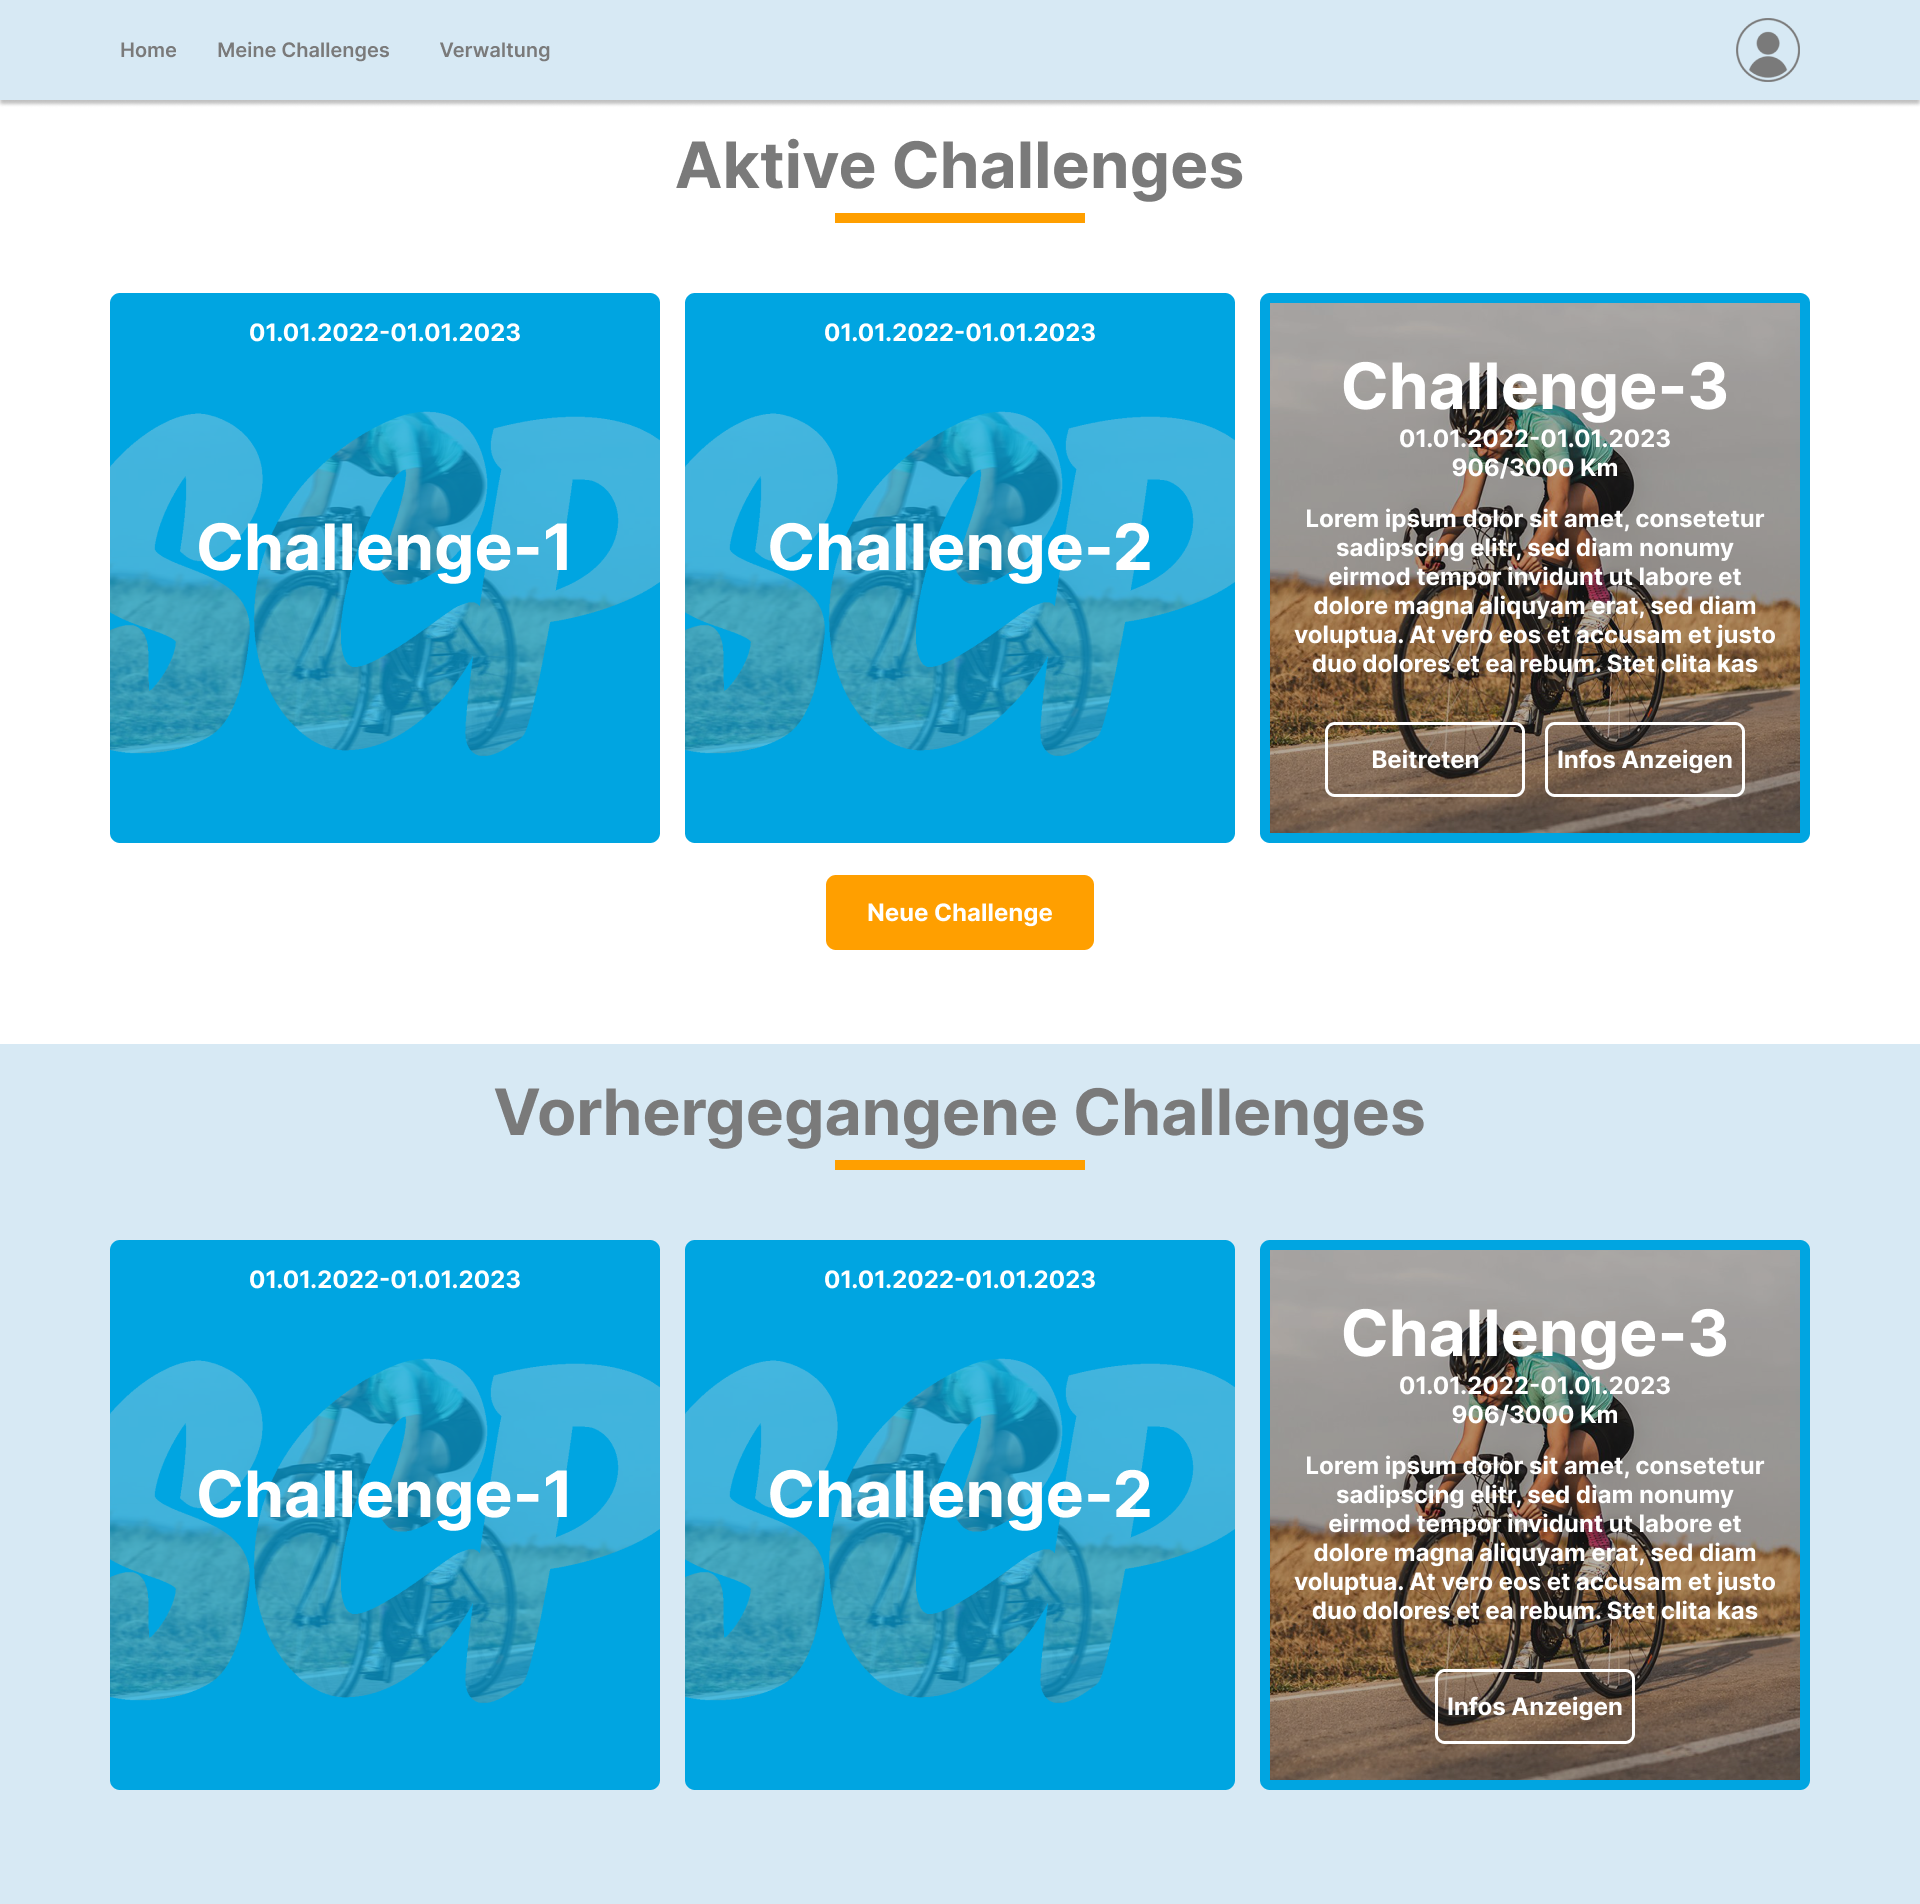 Home
Meine Challenges
Verwaltung
Aktive Challenges
01.01.2022-01.01.2023
SCP
Challenge-1
01.01.2022-01.01.2023
SCP
Challenge-2
Challenge-3
01.01.2022-01.01.2023
906/3000 Km
Lorem ipsum dolor sit amet, consetetur
sadipscing elitr, sed diam nonumy
eirmod tempor invidunt ut labore et
dolore magna aliquyam erat, sed diam
voluptua. At vero eos et accusam et justo
duo dolores et ea rebum. Stet clita kas
Beitreten
Infos Anzeigen
Neue Challenge
Vorhergegangene Challenges
01.01.2022-01.01.2023
SCP
Challenge-1
01.01.2022-01.01.2023
SCP
Challenge-2
Challenge-3
01.01.2022-01.01.2023
906/3000 Km
Lorem ipsum dolor sit amet, consetetur
sadipscing elitr, sed diam nonumy
eirmod tempor invidunt ut labore et
dolore magna aliquyam erat, sed diam
voluptua. At vero eos et accusam et justo
duo dolores et ea rebum. Stet clita kas
Infos Anzeigen